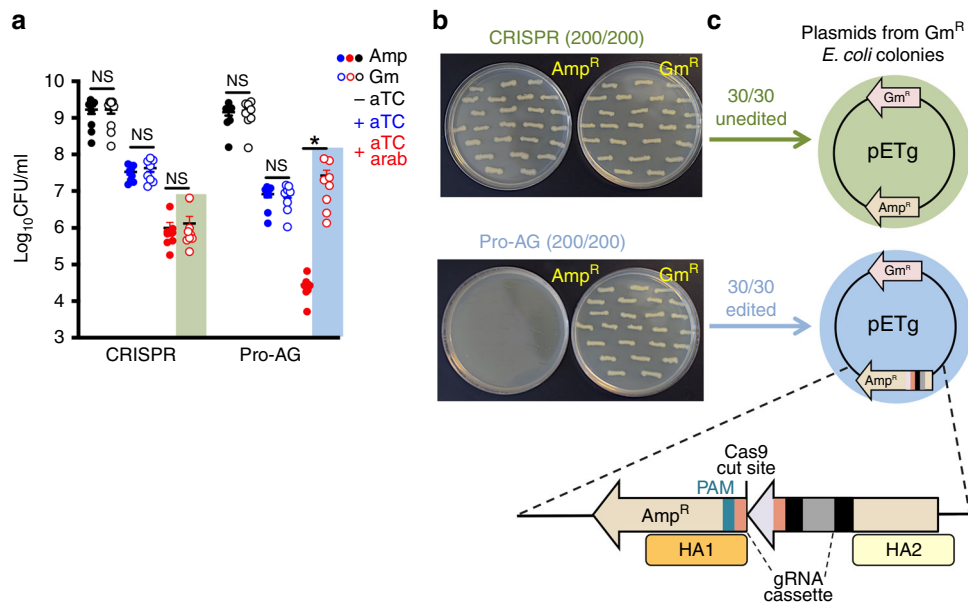 a
Log10CFU/ml
10
9
8
7
6
5
4
3
NS
NS
NS
NS
NS
*
Amp
Gm
– aTC
+ aTC
+ aTC
arab
CRISPR
Pro-AG
b
CRISPR (200/200)
AmpR
GmR
Pro-AG (200/200)
AmpR
GmR
30/30
unedited
30/30
edited
c
Plasmids from GmR
E. coli colonies
GmR
pETg
AmpR
GmR
pETg
AmpR
Cas9
cut site
PAM
AmpR
HA1
HA2
gRNA
cassette